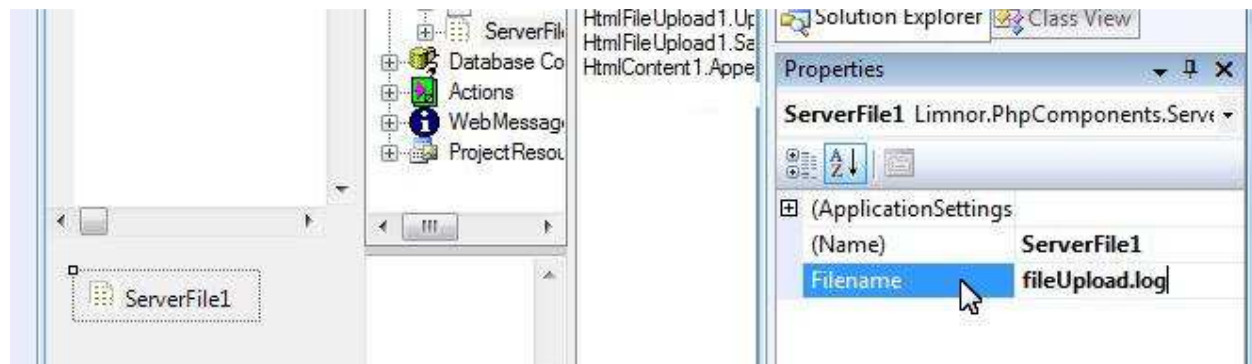 ServerFil
Database Co
Actions
WebMessag
ProjectResou
HtmlFileUpload1.Up
HtmlFileUpload1.Sa
HtmlContent1.Appe
Solution Explorer
Class View
Properties
ServerFile1 Limnor.PhpComponents.Serve
(ApplicationSettings
(Name) ServerFile1
Filename fileUpload.log
ServerFile1